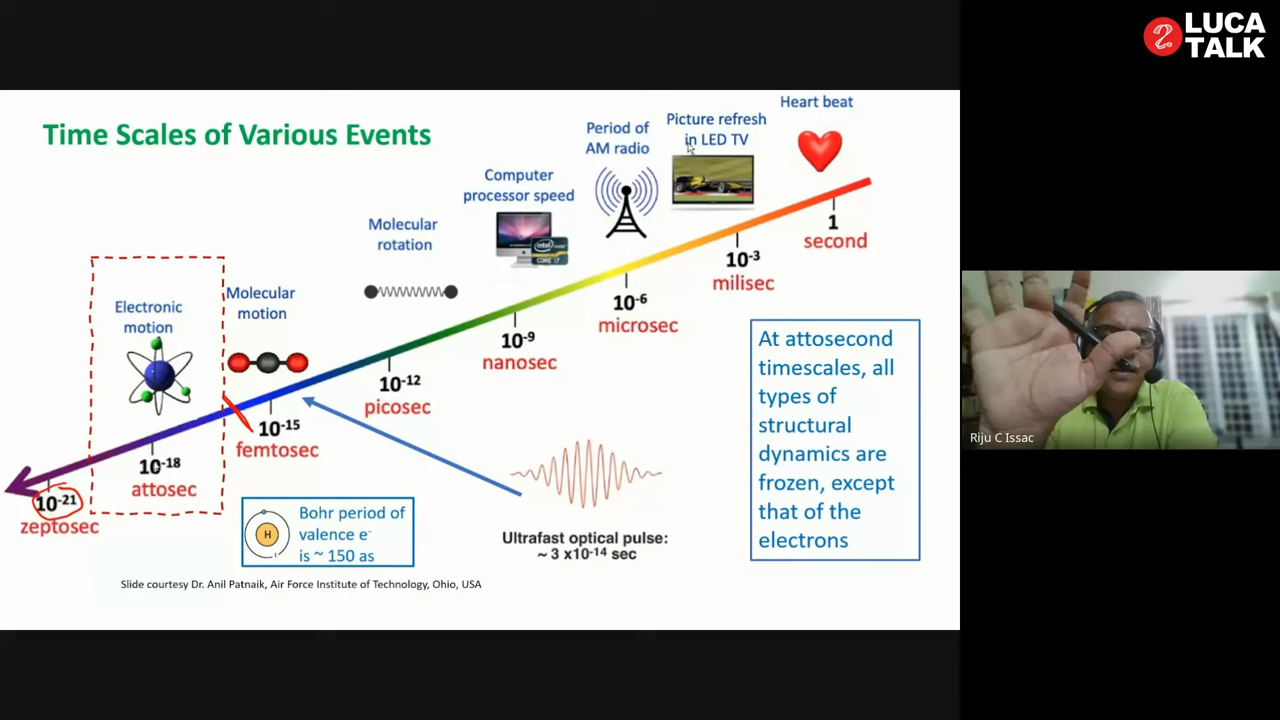 LUCA
TALK
Time Scales of Various Events
Heart beat
Picture refresh
in LED TV
Period of
AM radio
Computer
processor speed
Molecular
rotation
Molecular
motion
Electronic
motion
intel
CORE i7
1
second
10-3
milisec
10-6
microsec
10-9
nanosec
10-12
picosec
10-15
femtosec
10-18
attosec
10-21
zeptosec
At attosecond
timescales, all
types of
structural
dynamics are
frozen, except
that of the
electrons
H
Bohr period of
valence e-
is ~ 150 as
Ultrafast optical pulse:
~ 3 x10-14 sec
Slide courtesy Dr. Anil Patnaik, Air Force Institute of Technology, Ohio, USA
Riju C Issac